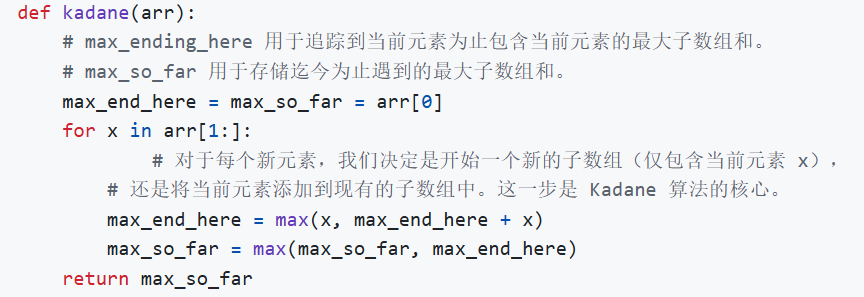 def kadane(arr):
    # max_ending_here 用于追踪到当前元素为止包含当前元素的最大子数组和。
    # max_so_far 用于存储迄今为止遇到的最大子数组和。
    max_end_here = max_so_far = arr[0]
    for x in arr[1:]:
            # 对于每个新元素，我们决定是开始一个新的子数组（仅包含当前元素 x），
        # 还是将当前元素添加到现有的子数组中。这一步是 Kadane 算法的核心。
        max_end_here = max(x, max_end_here + x)
        max_so_far = max(max_so_far, max_end_here)
    return max_so_far